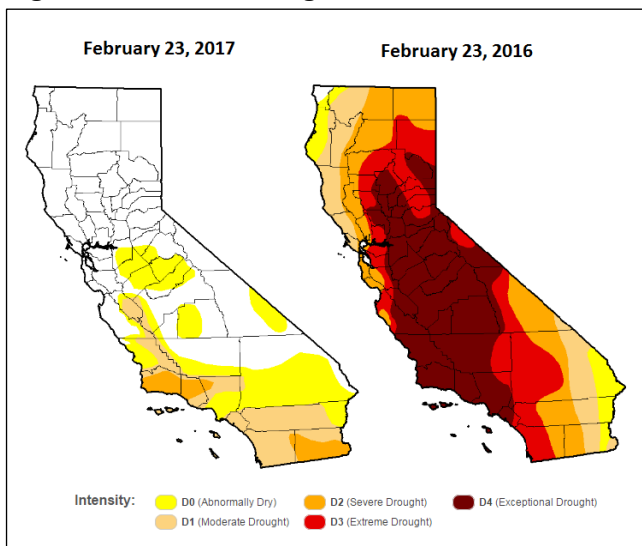 February 23, 2017
February 23, 2016
Intensity:
D0 (Abnormally Dry)
D2 (Severe Drought)
D4 (Exceptional Drought)
D1 (Moderate Drought)
D3 (Extreme Drought)